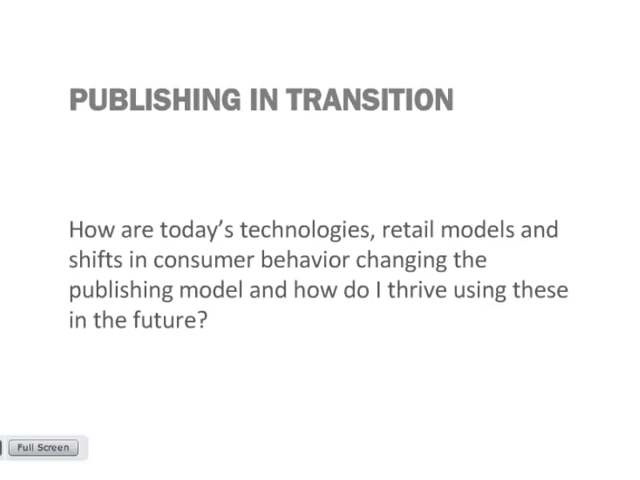 PUBLISHING IN TRANSITION
How are today’s technologies, retail models and
shifts in consumer behavior changing the
publishing model and how do I thrive using these
in the future?
Full Screen